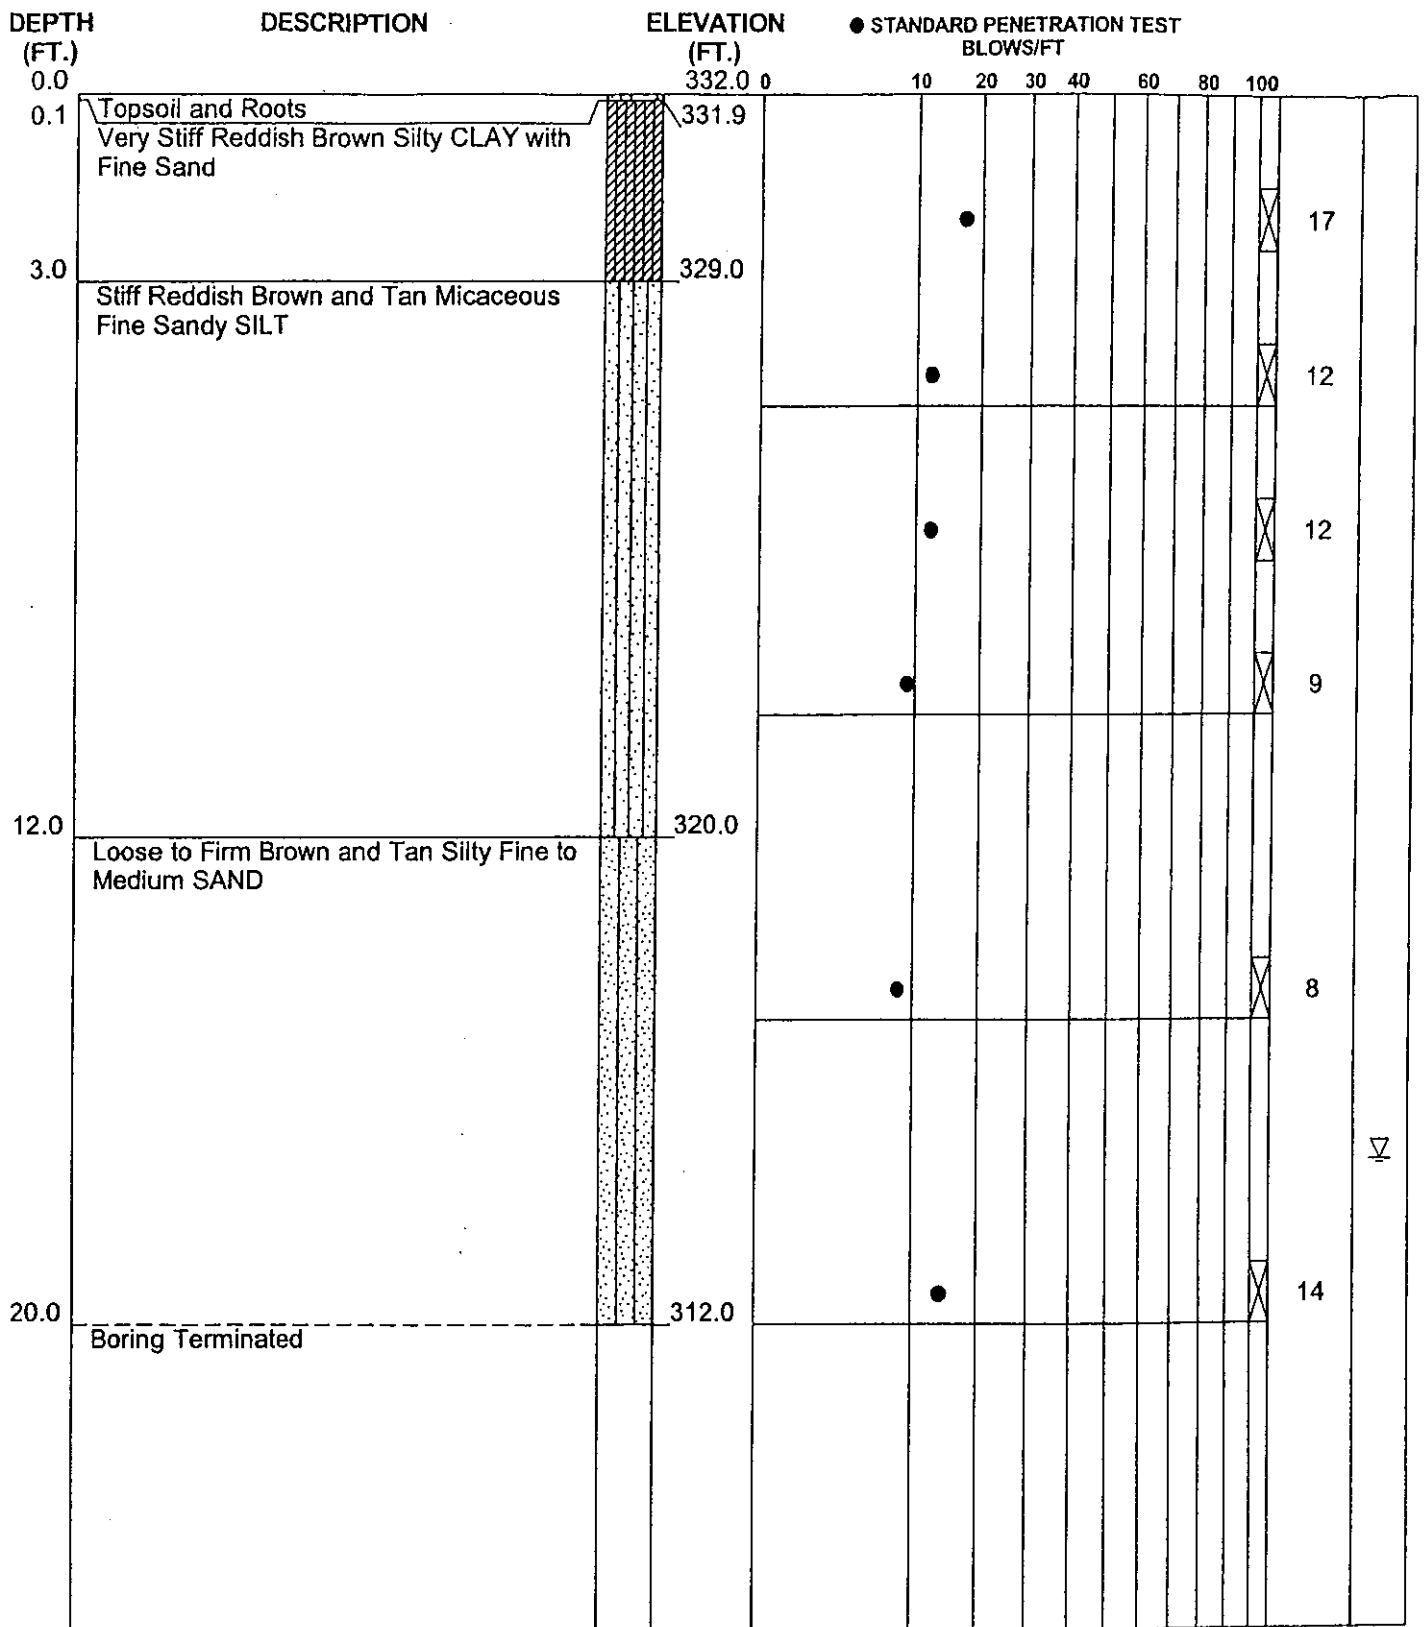 DEPTH
(FT.)
DESCRIPTION
ELEVATION
(FT.)
● STANDARD PENETRATION TEST
BLOWS/FT
0.0
332.0
0 10 20 30 40 60 80 100
0.1
Topsoil and Roots
331.9
Very Stiff Reddish Brown Silty CLAY with
Fine Sand
17
3.0
329.0
Stiff Reddish Brown and Tan Micaceous
Fine Sandy SILT
12
12
9
12.0
320.0
Loose to Firm Brown and Tan Silty Fine to
Medium SAND
8
14
20.0
312.0
Boring Terminated